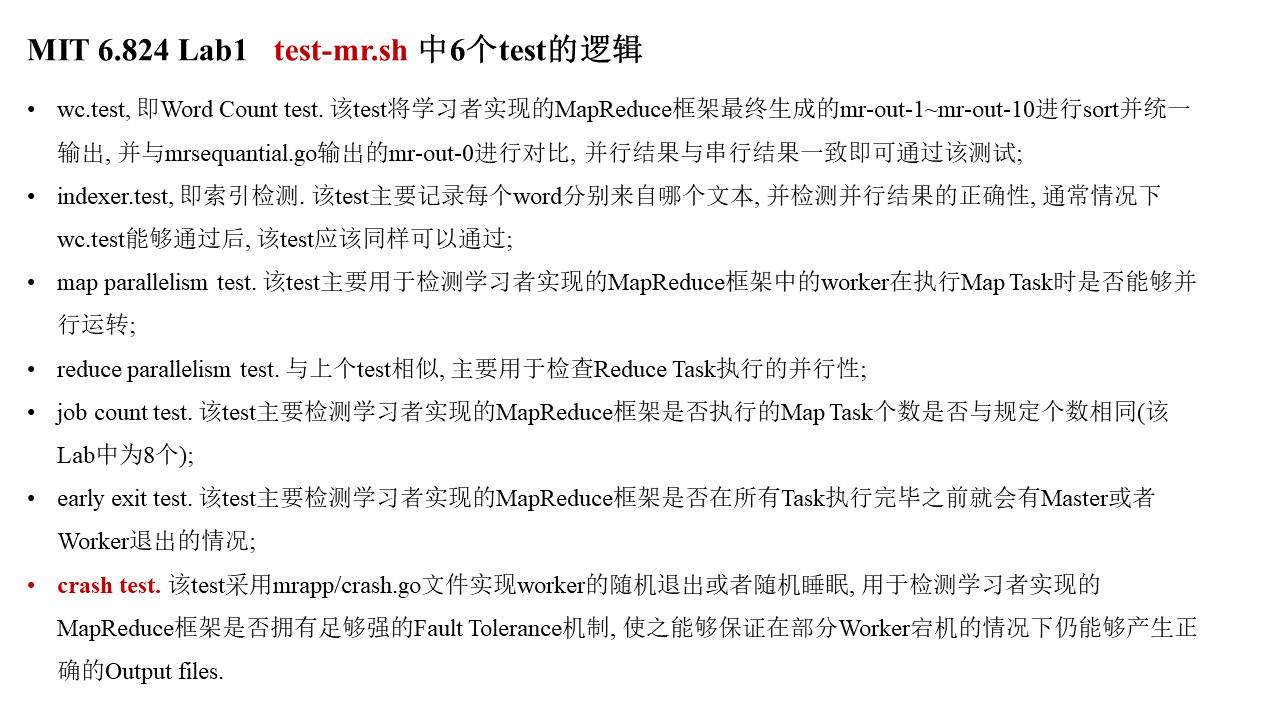 MIT 6.824 Lab1 test-mr.sh 中6个test的逻辑
• wc.test, 即Word Count test. 该test将学习者实现的MapReduce框架最终生成的mr-out-1~mr-out-10进行sort并统一
输出, 并与mrsequantial.go输出的mr-out-0进行对比, 并行结果与串行结果一致即可通过该测试;
• indexer.test, 即索引检测. 该test主要记录每个word分别来自哪个文本, 并检测并行结果的正确性, 通常情况下
wc.test能够通过后, 该test应该同样可以通过;
• map parallelism test. 该test主要用于检测学习者实现的MapReduce框架中的worker在执行Map Task时是否能够并
行运转;
• reduce parallelism test. 与上个test相似, 主要用于检查Reduce Task执行的并行性;
• job count test. 该test主要检测学习者实现的MapReduce框架是否执行的Map Task个数是否与规定个数相同(该
Lab中为8个);
• early exit test. 该test主要检测学习者实现的MapReduce框架是否在所有Task执行完毕之前就会有Master或者
Worker退出的情况;
• crash test. 该test采用mrapp/crash.go文件实现worker的随机退出或者随机睡眠, 用于检测学习者实现的
MapReduce框架是否拥有足够强的Fault Tolerance机制, 使之能够保证在部分Worker宕机的情况下仍能够产生正
确的Output files.